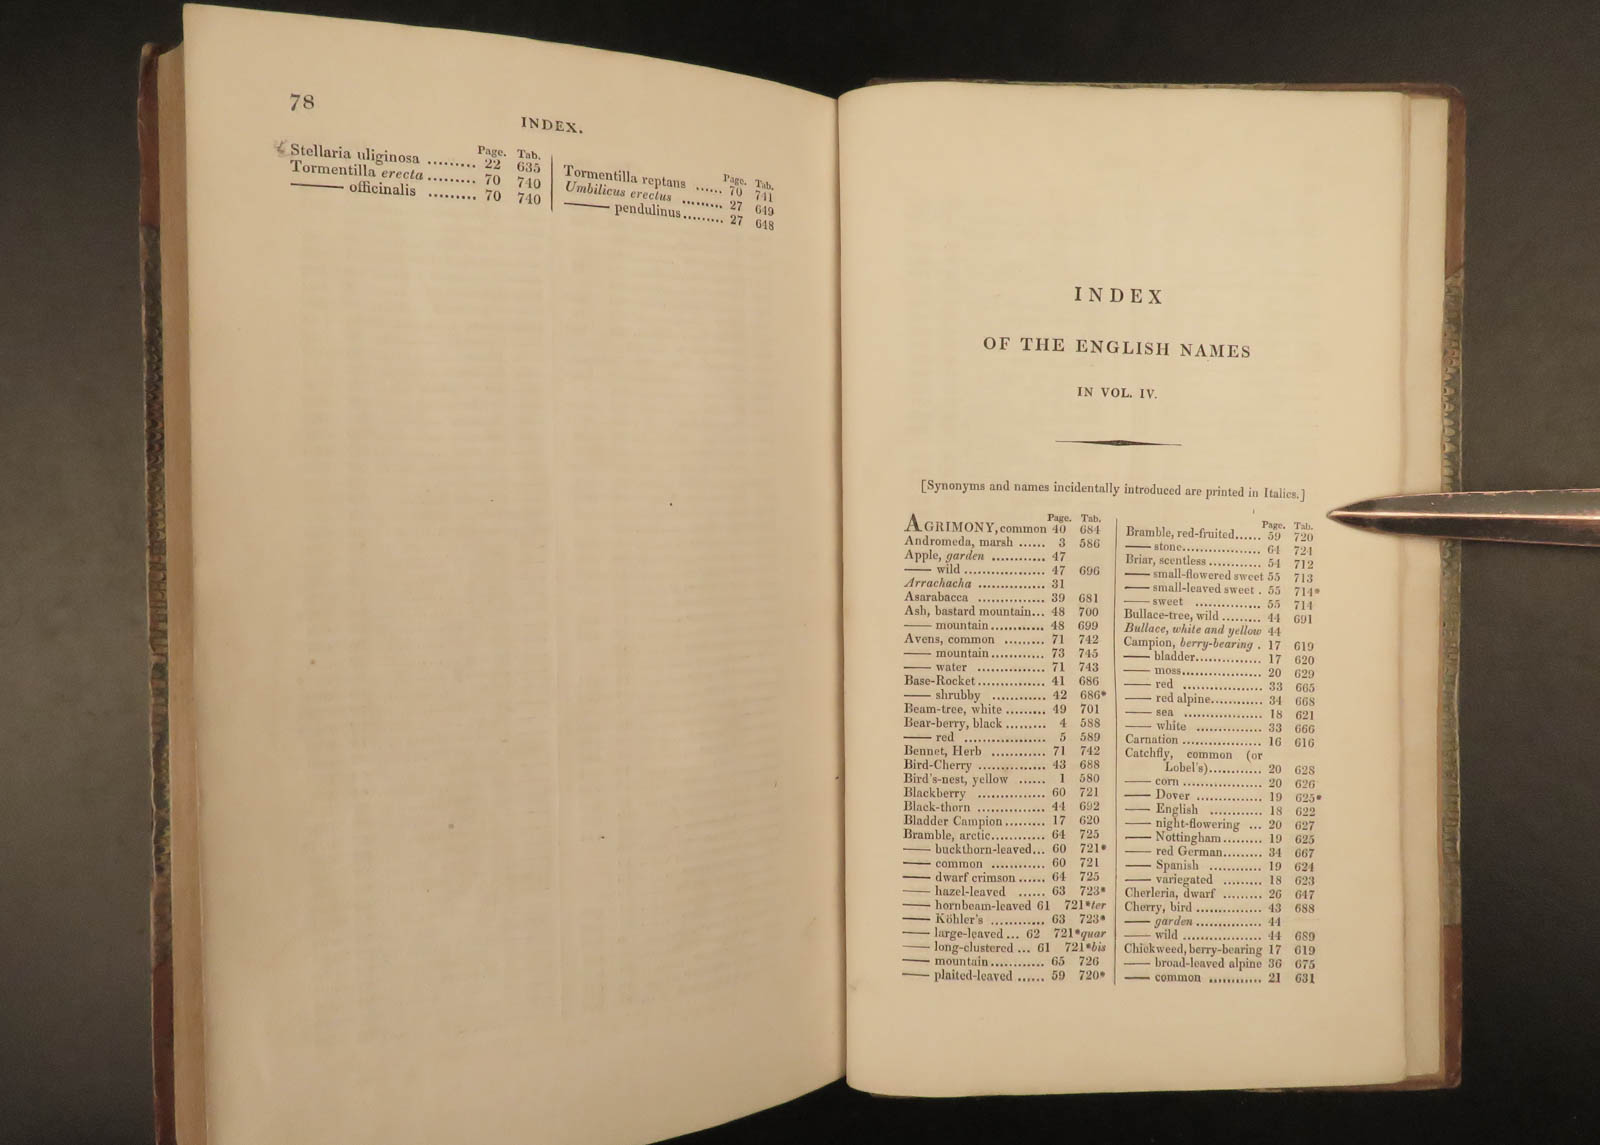 78
INDEX.
Page. Tab.
Stellaria uliginosa ......... 22 635
Tormentilla erecta ......... 70 740
—— officinalis ......... 70 740
Page. Tab.
Tormentilla reptans ...... 70 741
Umbilicus erectus ......... 27 649
—— pendulinus......... 27 648
INDEX
OF THE ENGLISH NAMES
IN VOL. IV.
[Synonyms and names incidentally introduced are printed in Italics.]
Page. Tab.
AGRIMONY, common 40 684
Andromeda, marsh ...... 3 586
Apple, garden ............ 47
—— wild .................. 47 696
Arrachacha ............... 31
Asarabacca ............... 39 681
Ash, bastard mountain... 48 700
—— mountain............ 48 699
Avens, common ......... 71 742
—— mountain............ 73 745
—— water ............... 71 743
Base-Rocket............... 41 686
—— shrubby ............ 42 686*
Beam-tree, white ......... 49 701
Bear-berry, black ......... 4 588
—— red .................. 5 589
Bennet, Herb ............ 71 742
Bird-Cherry ............... 43 688
Bird's-nest, yellow ...... 1 580
Blackberry ............... 60 721
Black-thorn ............... 44 692
Bladder Campion......... 17 620
Bramble, arctic............ 64 725
—— buckthorn-leaved... 60 721*
—— common ............ 60 721
—— dwarf crimson ...... 64 725
—— hazel-leaved ...... 63 723*
—— hornbeam-leaved 61 721*ter
—— Köhler's ............ 63 723*
—— large-leaved ... 62 721*quar
—— long-clustered ... 61 721*bis
—— mountain............ 65 726
—— plaited-leaved ...... 59 720*
Page. Tab.
Bramble, red-fruited...... 59 720
—— stone.................. 64 724
Briar, scentless ............ 54 712
—— small-flowered sweet 55 713
—— small-leaved sweet . 55 714*
—— sweet ............... 55 714
Bullace-tree, wild ......... 44 691
Bullace, white and yellow 44
Campion, berry-bearing . 17 619
—— bladder............... 17 620
—— moss.................. 20 629
—— red .................. 33 665
—— red alpine............ 34 668
—— sea .................. 18 621
—— white ............... 33 666
Carnation .................. 16 616
Catchfly, common (or
Lobel's)............ 20 628
—— corn .................. 20 626
—— Dover ............... 19 625*
—— English ............ 18 622
—— night-flowering ... 20 627
—— Nottingham......... 19 625
—— red German......... 34 667
—— Spanish ............ 19 624
—— variegated ......... 18 623
Cherleria, dwarf ......... 26 647
Cherry, bird ............... 43 688
—— garden ............... 44
—— wild .................. 44 689
Chickweed, berry-bearing 17 619
—— broad-leaved alpine 36 675
—— common ............ 21 631